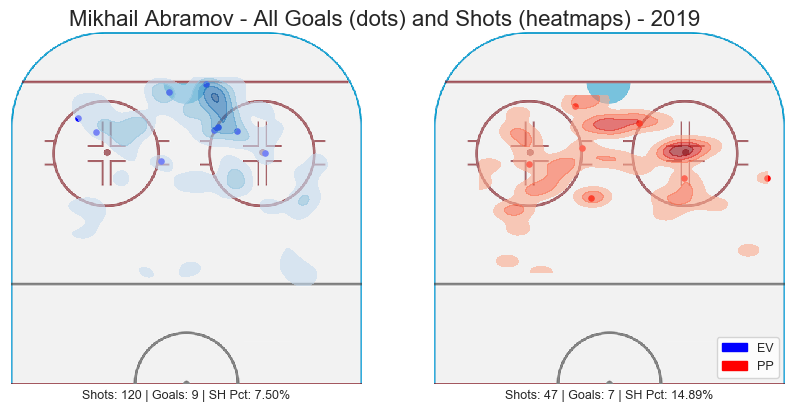 Mikhail Abramov - All Goals (dots) and Shots (heatmaps) - 2019
EV
PP
Shots: 120 | Goals: 9 | SH Pct: 7.50%
Shots: 47 | Goals: 7 | SH Pct: 14.89%